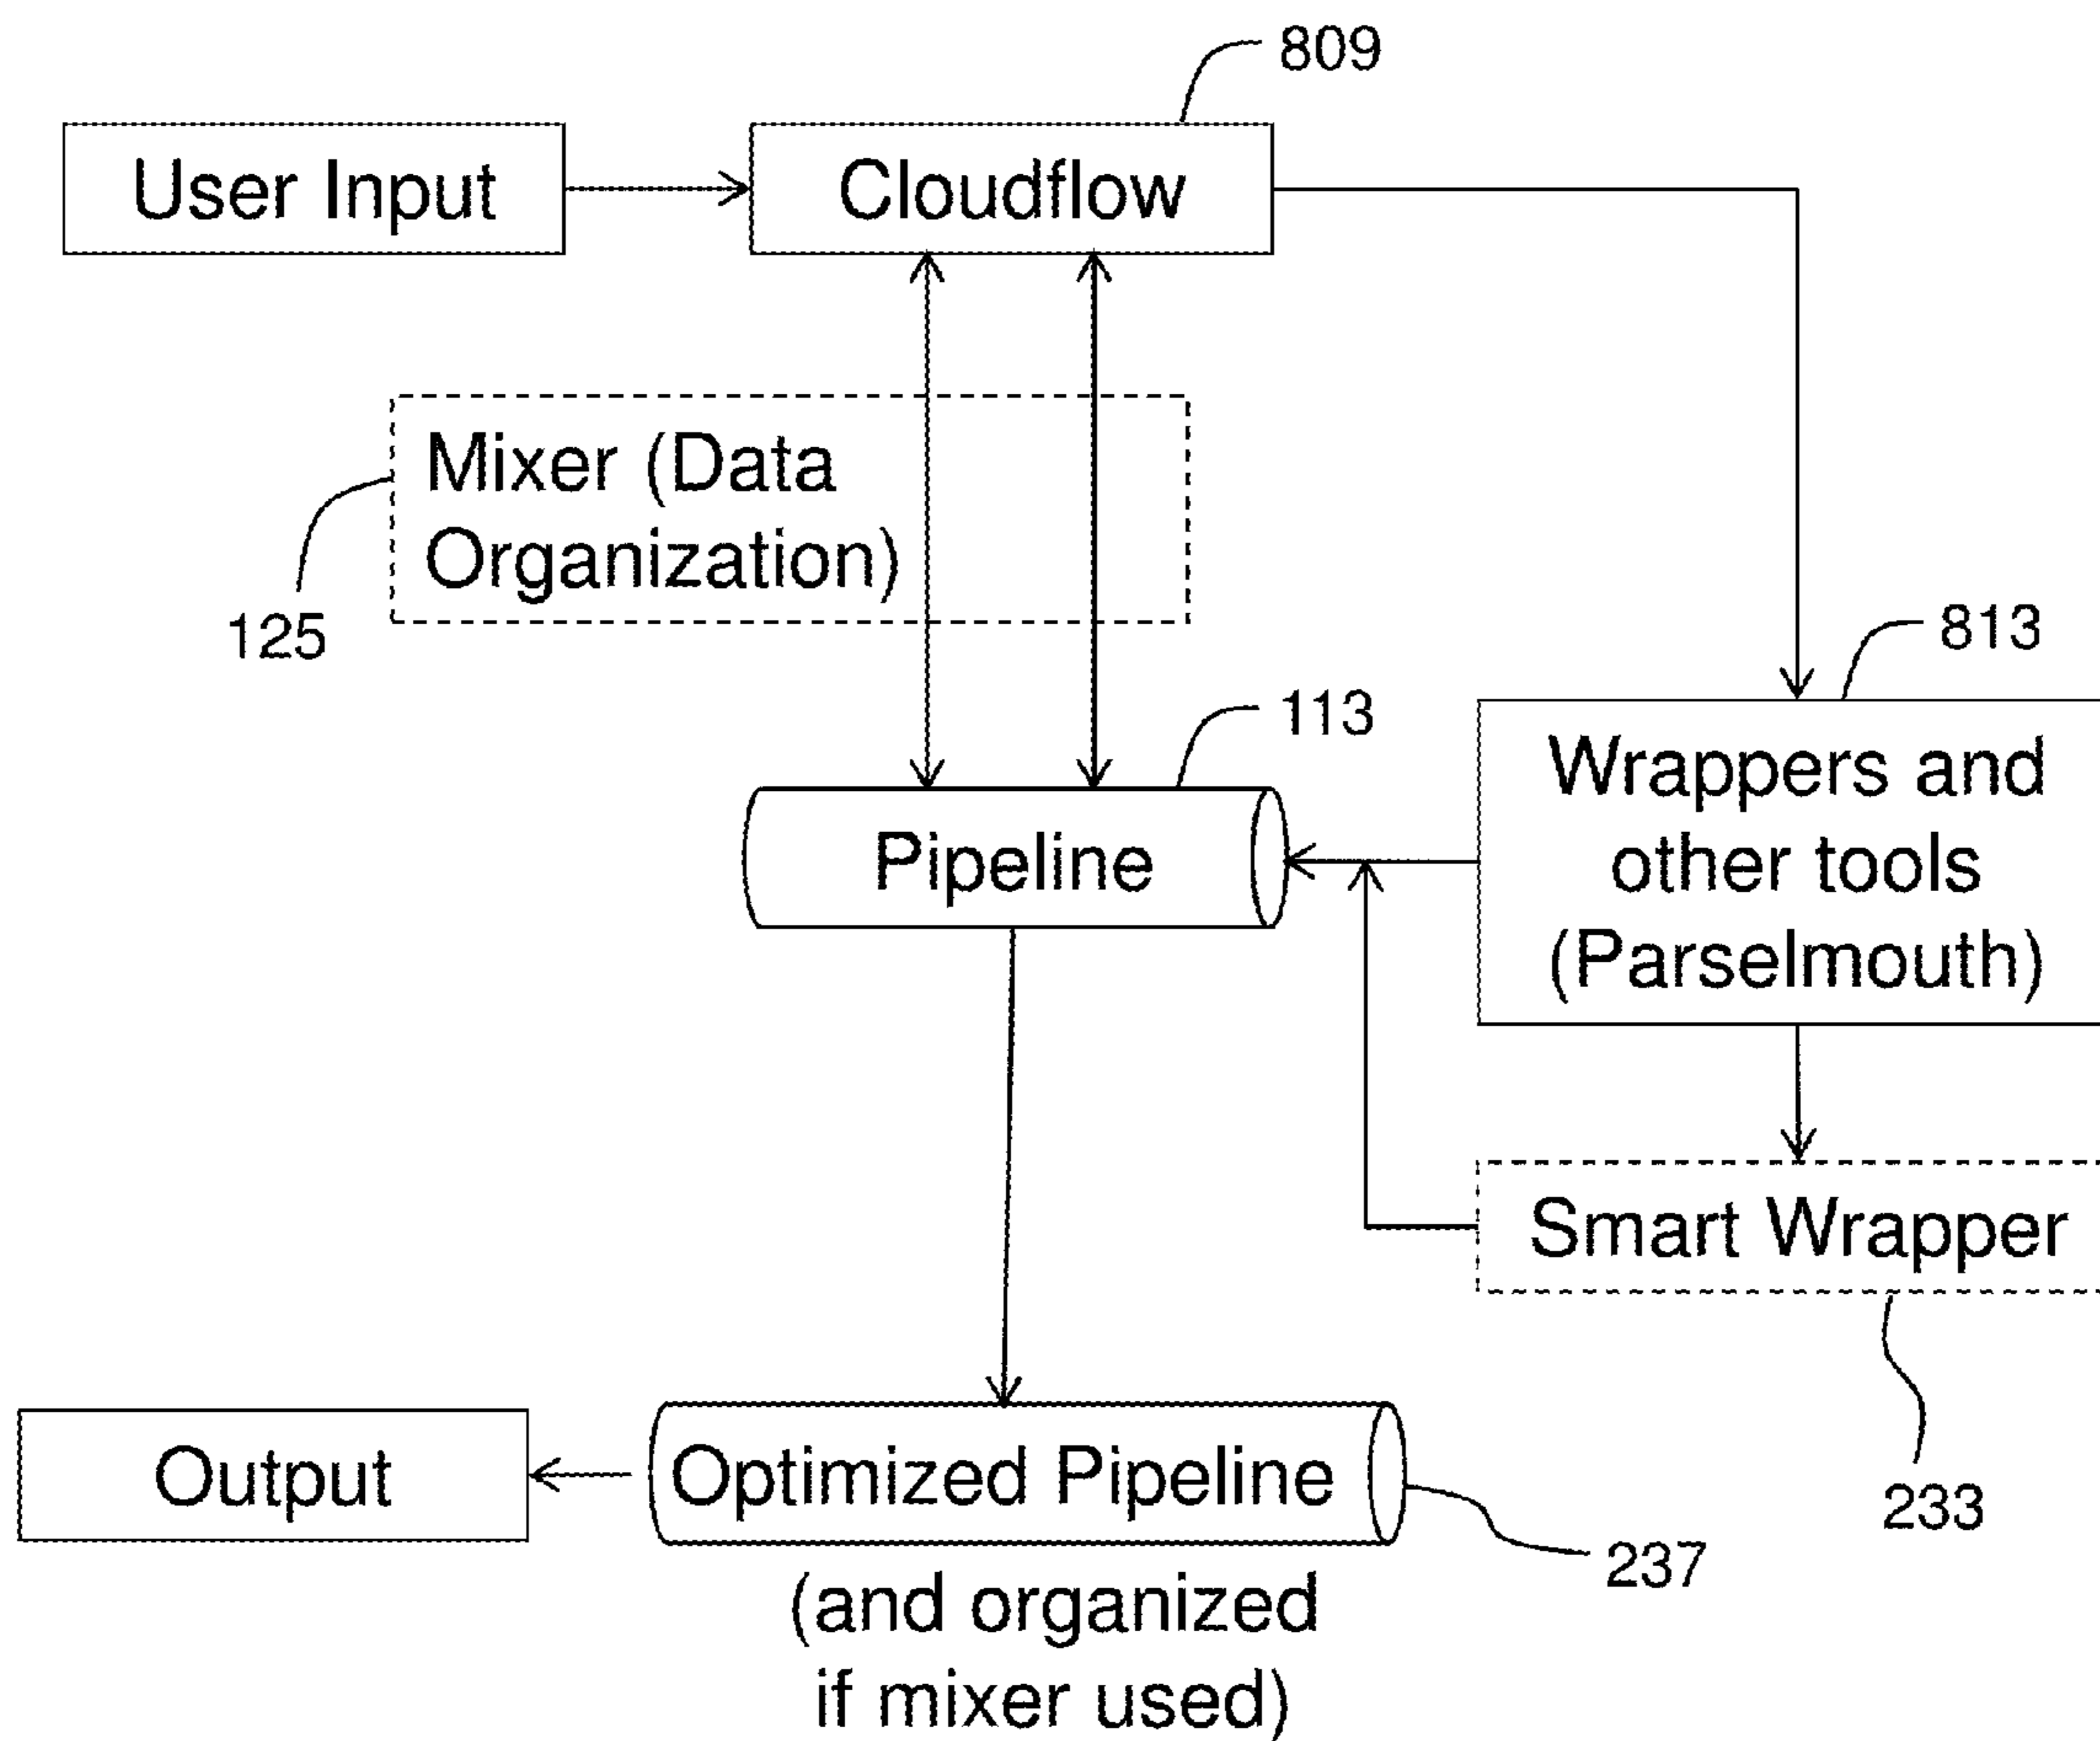 809
User Input
Cloudflow
Mixer (Data
Organization)
125
813
113
Wrappers and
other tools
(Parselmouth)
Pipeline
Smart Wrapper
233
Output
Optimized Pipeline
237
(and organized
if mixer used)